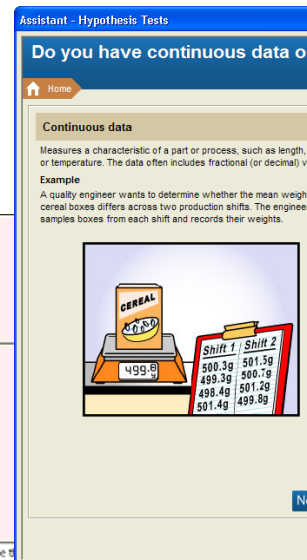 Assistant - Hypothesis Tests
Do you have continuous data o
Home
Continuous data
Measures a characteristic of a part or process, such as length,
or temperature. The data often includes fractional (or decimal) v
Example
A quality engineer wants to determine whether the mean weigh
cereal boxes differs across two production shifts. The enginee
samples boxes from each shift and records their weights.
CEREAL
499.8
g
Shift 1 Shift 2
500.3g 501.5g
499.3g 500.7g
498.4g 501.2g
501.4g 499.8g